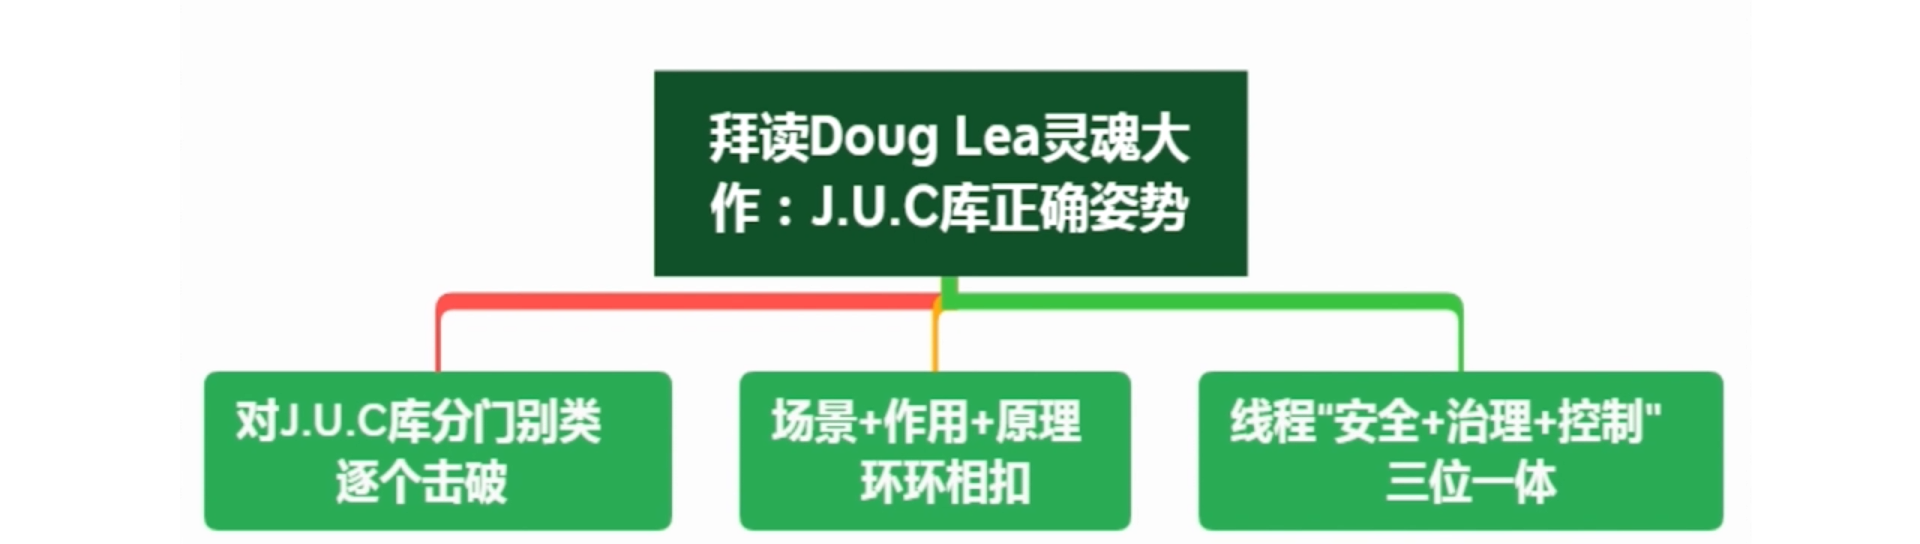 拜读Doug Lea灵魂大
作：J.U.C库正确姿势
对J.U.C库分门别类
逐个击破
场景+作用+原理
环环相扣
线程"安全+治理+控制"
三位一体